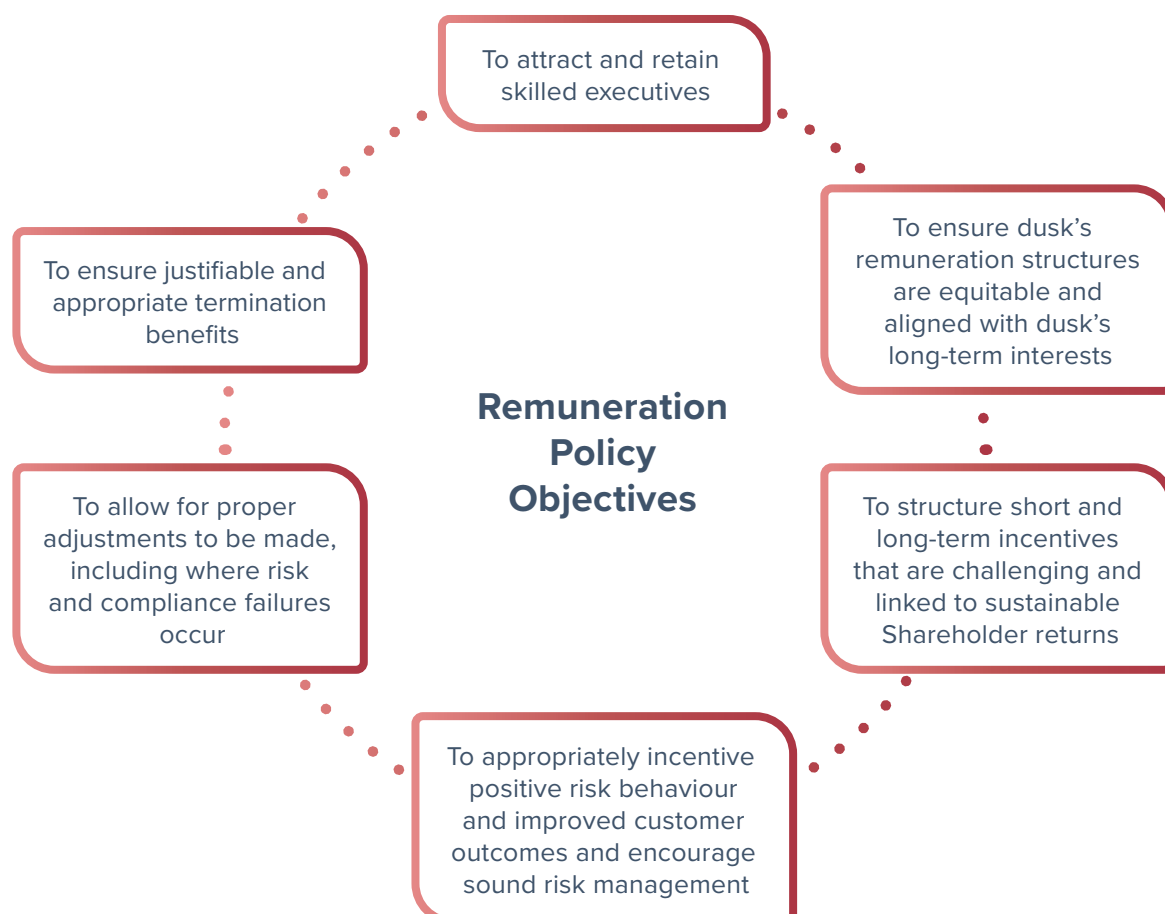 To attract and retain
skilled executives
To ensure dusk’s
remuneration structures
are equitable and
aligned with dusk’s
long-term interests
To structure short and
long-term incentives
that are challenging and
linked to sustainable
Shareholder returns
To appropriately incentive
positive risk behaviour
and improved customer
outcomes and encourage
sound risk management
To allow for proper
adjustments to be made,
including where risk
and compliance failures
occur
To ensure justifiable and
appropriate termination
benefits
Remuneration
Policy
Objectives